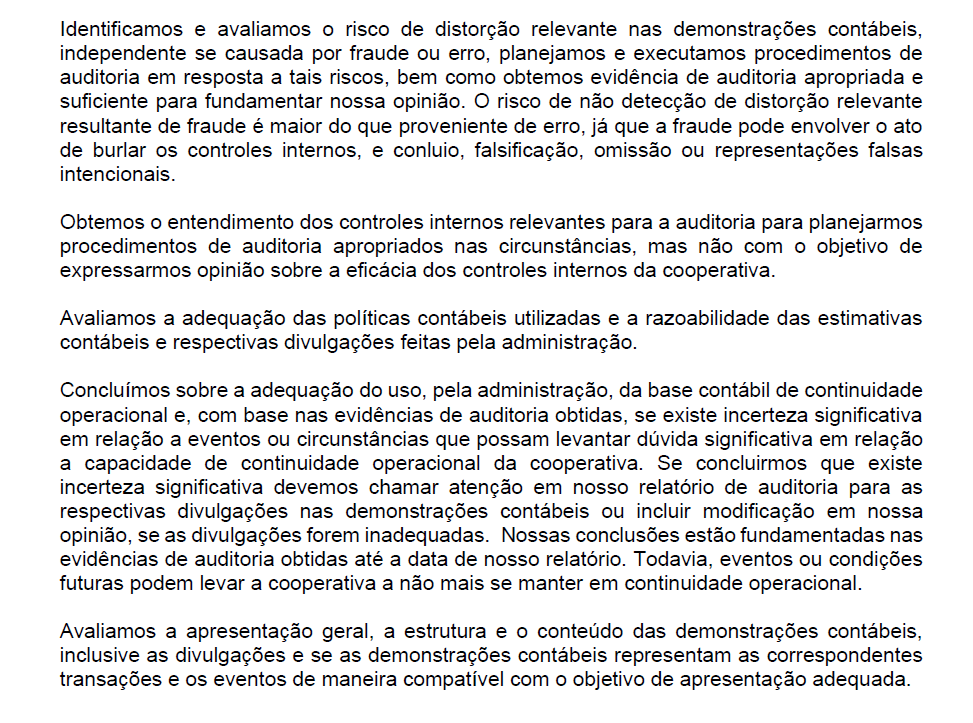 Identificamos e avaliamos o risco de distorção relevante nas demonstrações contábeis,
independente se causada por fraude ou erro, planejamos e executamos procedimentos de
auditoria em resposta a tais riscos, bem como obtemos evidência de auditoria apropriada e
suficiente para fundamentar nossa opinião. O risco de não detecção de distorção relevante
resultante de fraude é maior do que proveniente de erro, já que a fraude pode envolver o ato
de burlar os controles internos, e conluio, falsificação, omissão ou representações falsas
intencionais.
Obtemos o entendimento dos controles internos relevantes para a auditoria para planejarmos
procedimentos de auditoria apropriados nas circunstâncias, mas não com o objetivo de
expressarmos opinião sobre a eficácia dos controles internos da cooperativa.
Avaliamos a adequação das políticas contábeis utilizadas e a razoabilidade das estimativas
contábeis e respectivas divulgações feitas pela administração.
Concluímos sobre a adequação do uso, pela administração, da base contábil de continuidade
operacional e, com base nas evidências de auditoria obtidas, se existe incerteza significativa
em relação a eventos ou circunstâncias que possam levantar dúvida significativa em relação
a capacidade de continuidade operacional da cooperativa. Se concluirmos que existe
incerteza significativa devemos chamar atenção em nosso relatório de auditoria para as
respectivas divulgações nas demonstrações contábeis ou incluir modificação em nossa
opinião, se as divulgações forem inadequadas.  Nossas conclusões estão fundamentadas nas
evidências de auditoria obtidas até a data de nosso relatório. Todavia, eventos ou condições
futuras podem levar a cooperativa a não mais se manter em continuidade operacional.
Avaliamos a apresentação geral, a estrutura e o conteúdo das demonstrações contábeis,
inclusive as divulgações e se as demonstrações contábeis representam as correspondentes
transações e os eventos de maneira compatível com o objetivo de apresentação adequada.